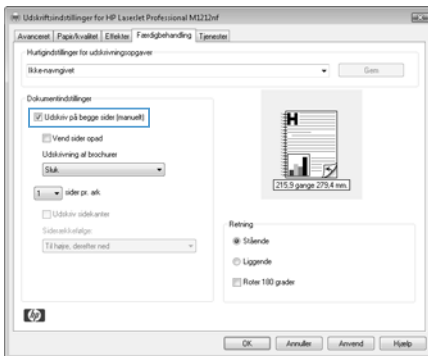 Udskriftsindstillinger for HP LaserJet Professional M1212nf
Avanceret Papir/kvalitet Effekter Færdigbehandling Tjenester
Hurtigindstillinger for udskrivningsopgaver
Ikke-navngivet Gem
Dokumentindstillinger
Udskriv på begge sider (manuelt)
Vend sider opad
Udskrivning af brochurer
Sluk
1 sider pr. ark
Udskriv sidekanter
Siderækkefølge:
Til højre, derefter ned
H
215,9 gange 279,4 mm.
Retning
Stående
Liggende
Roter 180 grader
hp
OK Annuller Anvend Hjælp